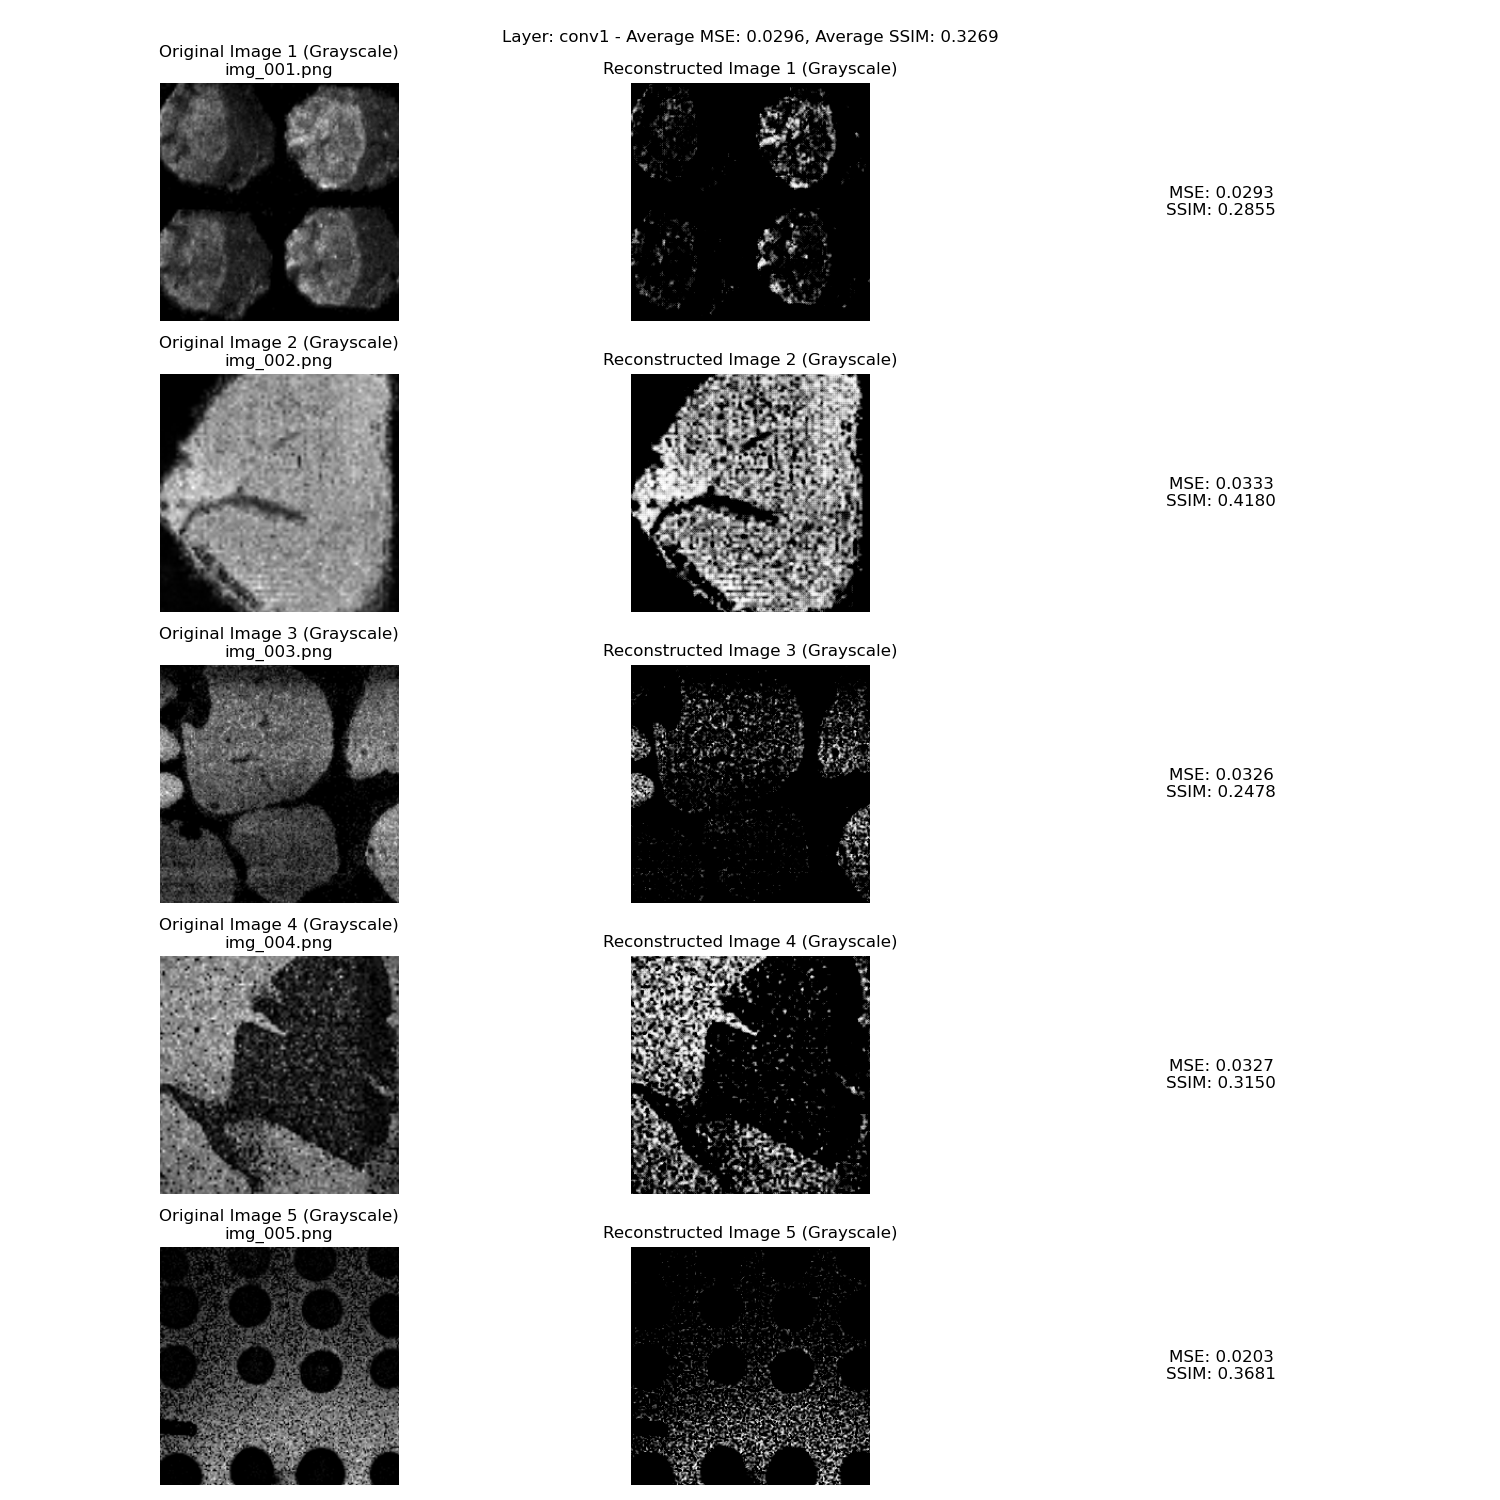 Layer: conv1 - Average MSE: 0.0296, Average SSIM: 0.3269
Original Image 1 (Grayscale)
img_001.png
Reconstructed Image 1 (Grayscale)
MSE: 0.0293
SSIM: 0.2855
Original Image 2 (Grayscale)
img_002.png
Reconstructed Image 2 (Grayscale)
MSE: 0.0333
SSIM: 0.4180
Original Image 3 (Grayscale)
img_003.png
Reconstructed Image 3 (Grayscale)
MSE: 0.0326
SSIM: 0.2478
Original Image 4 (Grayscale)
img_004.png
Reconstructed Image 4 (Grayscale)
MSE: 0.0327
SSIM: 0.3150
Original Image 5 (Grayscale)
img_005.png
Reconstructed Image 5 (Grayscale)
MSE: 0.0203
SSIM: 0.3681